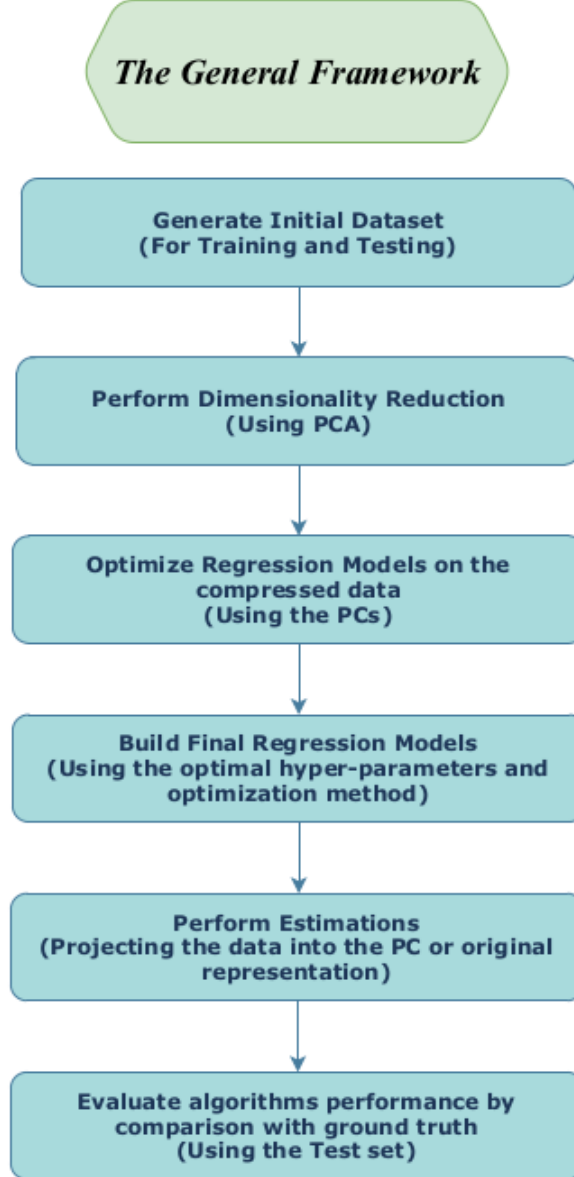 The General Framework
Generate Initial Dataset
(For Training and Testing)
Perform Dimensionality Reduction
(Using PCA)
Optimize Regression Models on the
compressed data
(Using the PCs)
Build Final Regression Models
(Using the optimal hyper-parameters and
optimization method)
Perform Estimations
(Projecting the data into the PC or original
representation)
Evaluate algorithms performance by
comparison with ground truth
(Using the Test set)